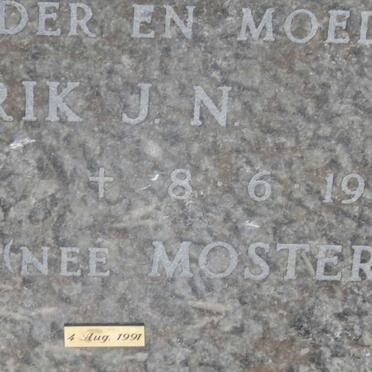 DER EN MOED
RIK J. N.
† 8. 6. 19
(NEE MOSTER
4 Aug. 1991